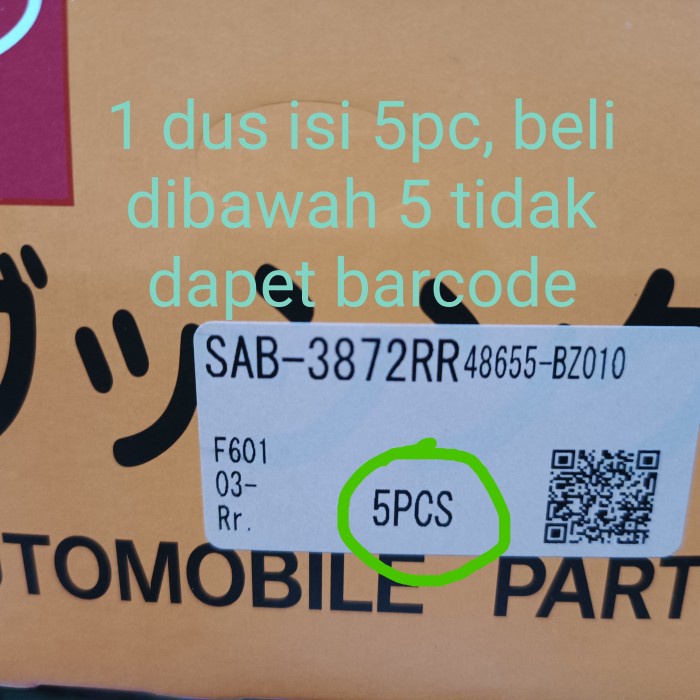 1 dus isi 5pc, beli
dibawah 5 tidak
dapet barcode
SAB-3872RR 48655-BZ010
F601
03-
Rr.
5PCS
UTOMOBILE PART